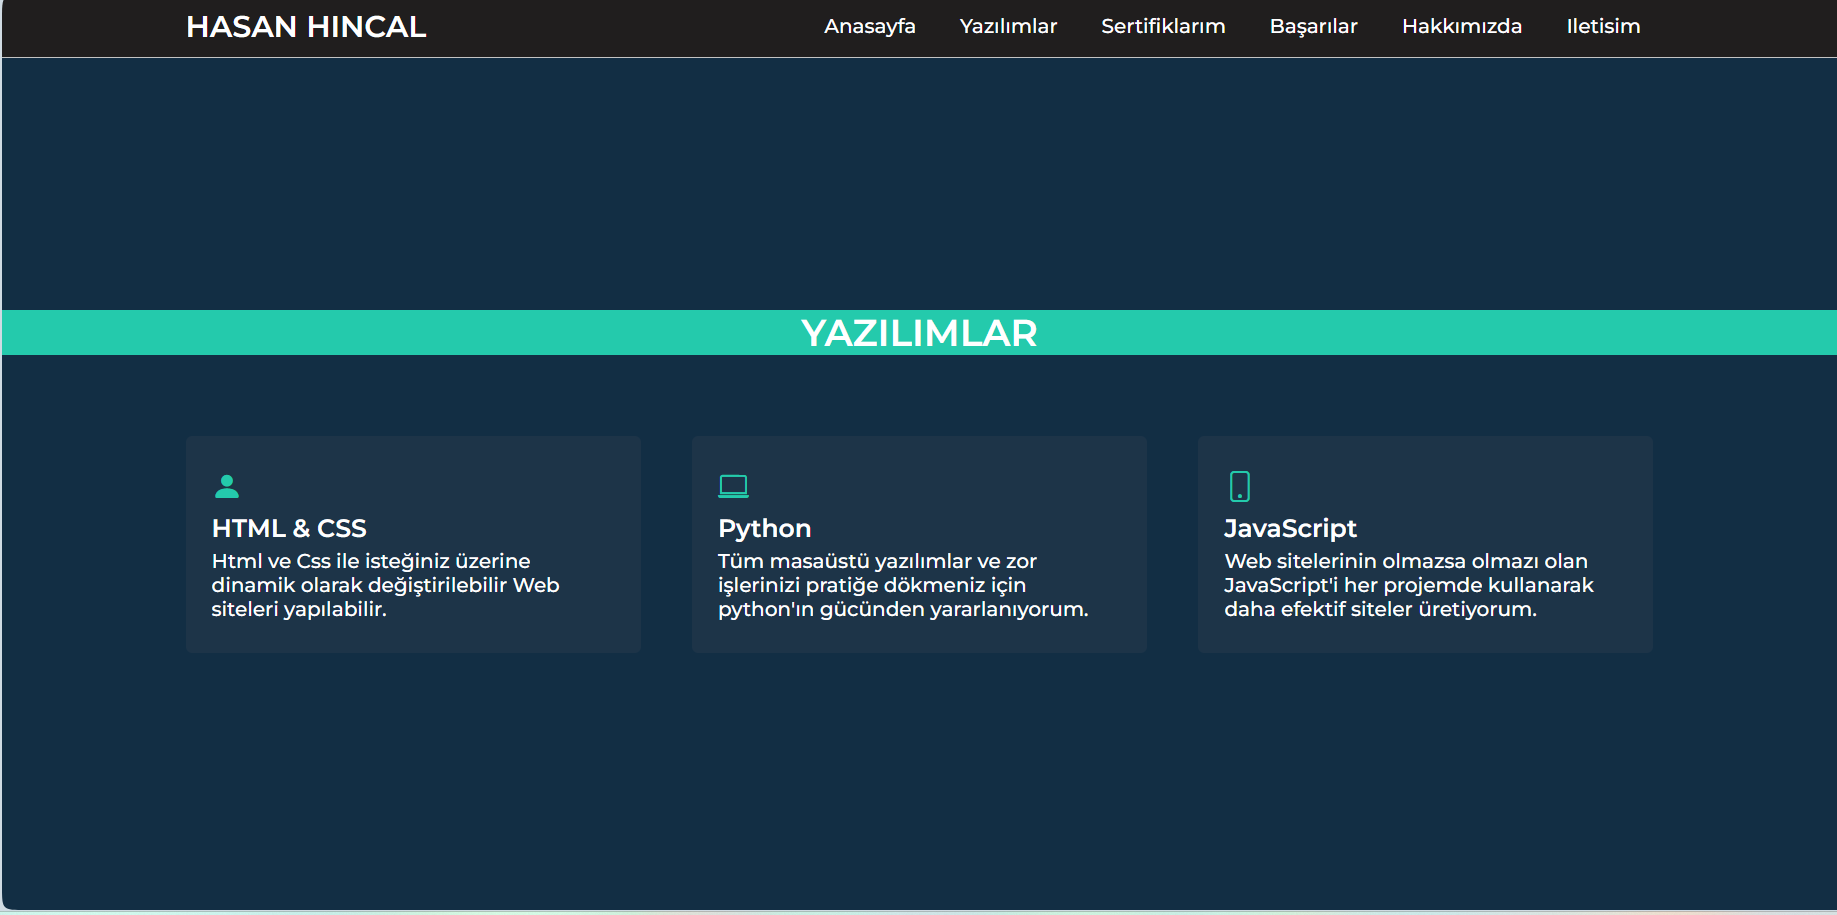 HASAN HINCAL
Anasayfa Yazılımlar Sertifiklarım Başarılar Hakkımızda Iletisim
YAZILIMLAR
HTML & CSS
Html ve Css ile isteğiniz üzerine
dinamik olarak değiştirilebilir Web
siteleri yapılabilir.
Python
Tüm masaüstü yazılımlar ve zor
işlerinizi pratiğe dökmeniz için
python'ın gücünden yararlanıyorum.
JavaScript
Web sitelerinin olmazsa olmazı olan
JavaScript'i her projemde kullanarak
daha efektif siteler üretiyorum.